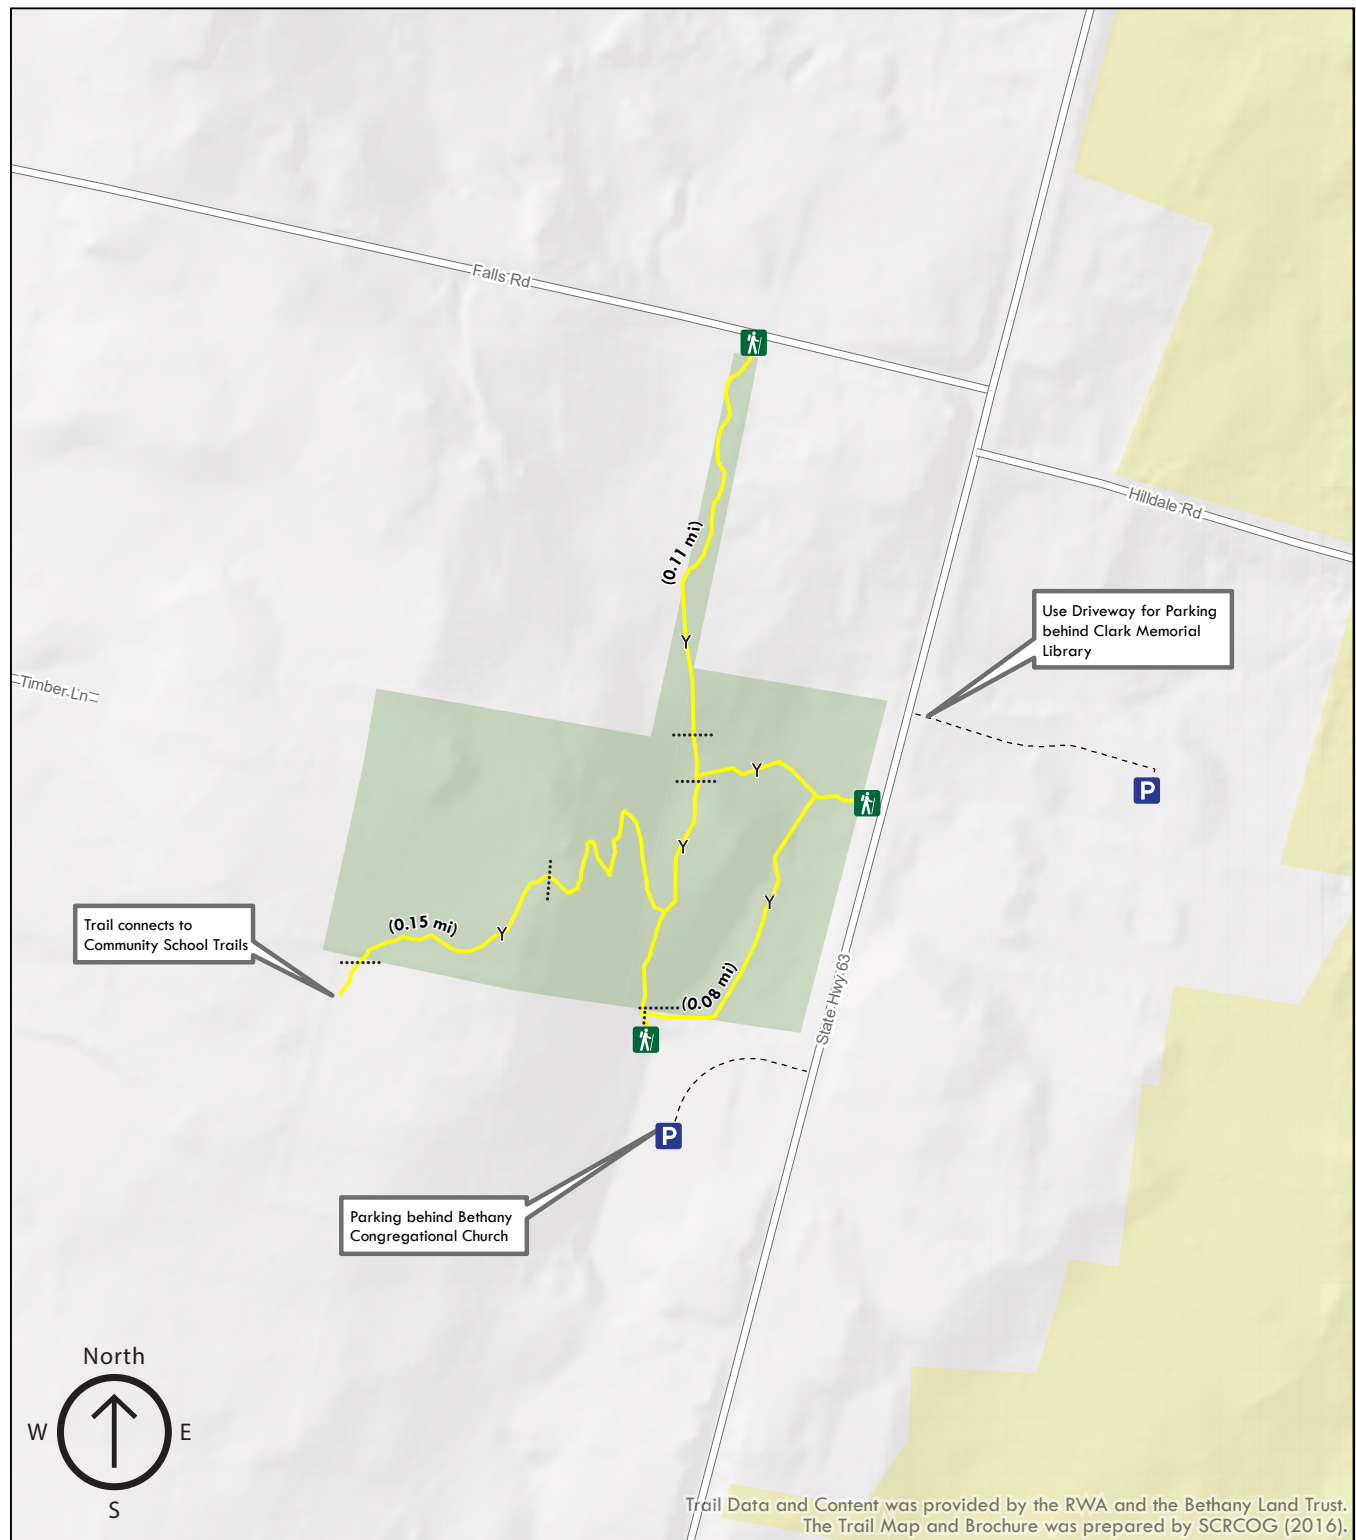 Falls Rd
Hilldale Rd
(0.11 mi)
Use Driveway for Parking
behind Clark Memorial
Library
Y
Timber Ln
Y
P
Y
Y
Trail connects to
Community School Trails
(0.15 mi)
Y
(0.08 mi)
State Hwy 63
P
Parking behind Bethany
Congregational Church
North
W
E
S
Trail Data and Content was provided by the RWA and the Bethany Land Trust.
The Trail Map and Brochure was prepared by SCRCOG (2016).